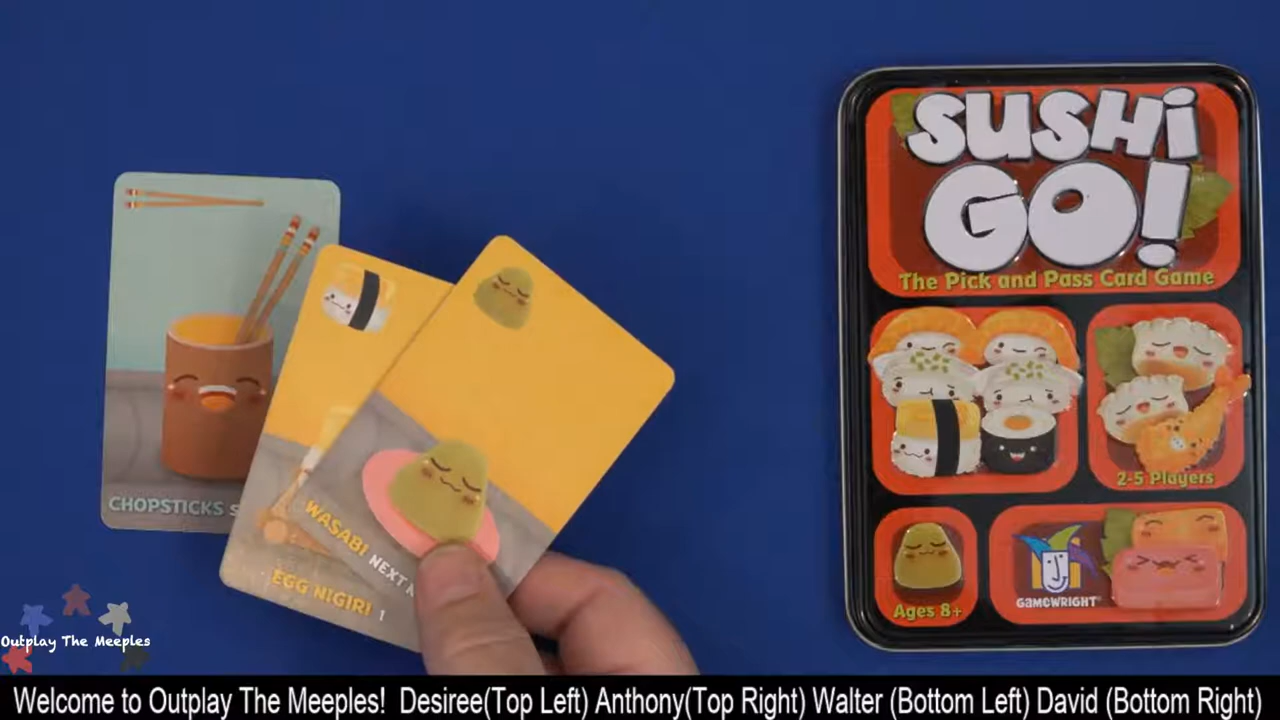 SUSHI
GO!
The Pick and Pass Card Game
2-5 Players
Ages 8+
GAMEWRIGHT
CHOPSTICKS
WASABI NEXT
EGG NIGIRI 1
Outplay The Meeples
Welcome to Outplay The Meeples! Desiree(Top Left) Anthony(Top Right) Walter (Bottom Left) David (Bottom Right)